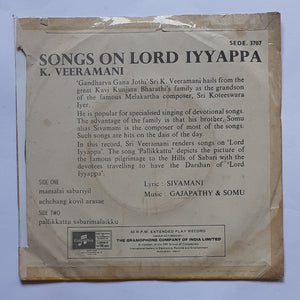 SEDE. 3707
SONGS ON LORD IYYAPPA
K. VEERAMANI
'Gandharva Gana Jothi' Sri K. Veeramani hails from the
great Kavi Kunjara Bharathi's family as the grandson
of the famous Melakartha composer, Sri Koteeswara
Iyer.
He is popular for specialised singing of devotional songs.
The advantage of the family is that his brother, Somu
alias Sivamani is the composer of most of the songs.
Such songs are hits on the day of the day.
In this record, Sri Veeramani renders songs on 'Lord
Iyyappa'. The song 'Pallikkattu' depicts the picture of
the famous pilgrimage to the Hills of Sabari with the
devotees travelling to have the Darshan of 'Lord
Iyyappa'.
SIDE ONE
mamalai sabariyil
achchang kovil arasae
SIDE TWO
pallikkattu sabarimalaikku
Lyric : SIVAMANI
Music : GAJAPATHY & SOMU
45 R.P.M. EXTENDED PLAY RECORD
THE GRAMOPHONE COMPANY OF INDIA LIMITED